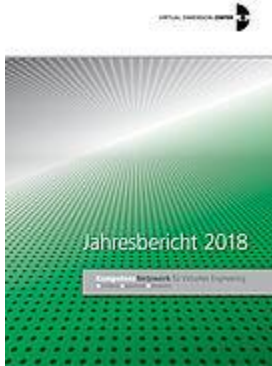 VIRTUAL DIMENSION CENTER
Jahresbericht 2018
Kompetenznetzwerk für Virtuelles Engineering